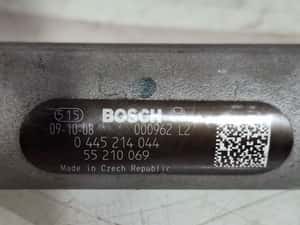 515 BOSCH
09-10-08 000962 L2
0 445 214 044
55 210 069
Made in Czech Republic